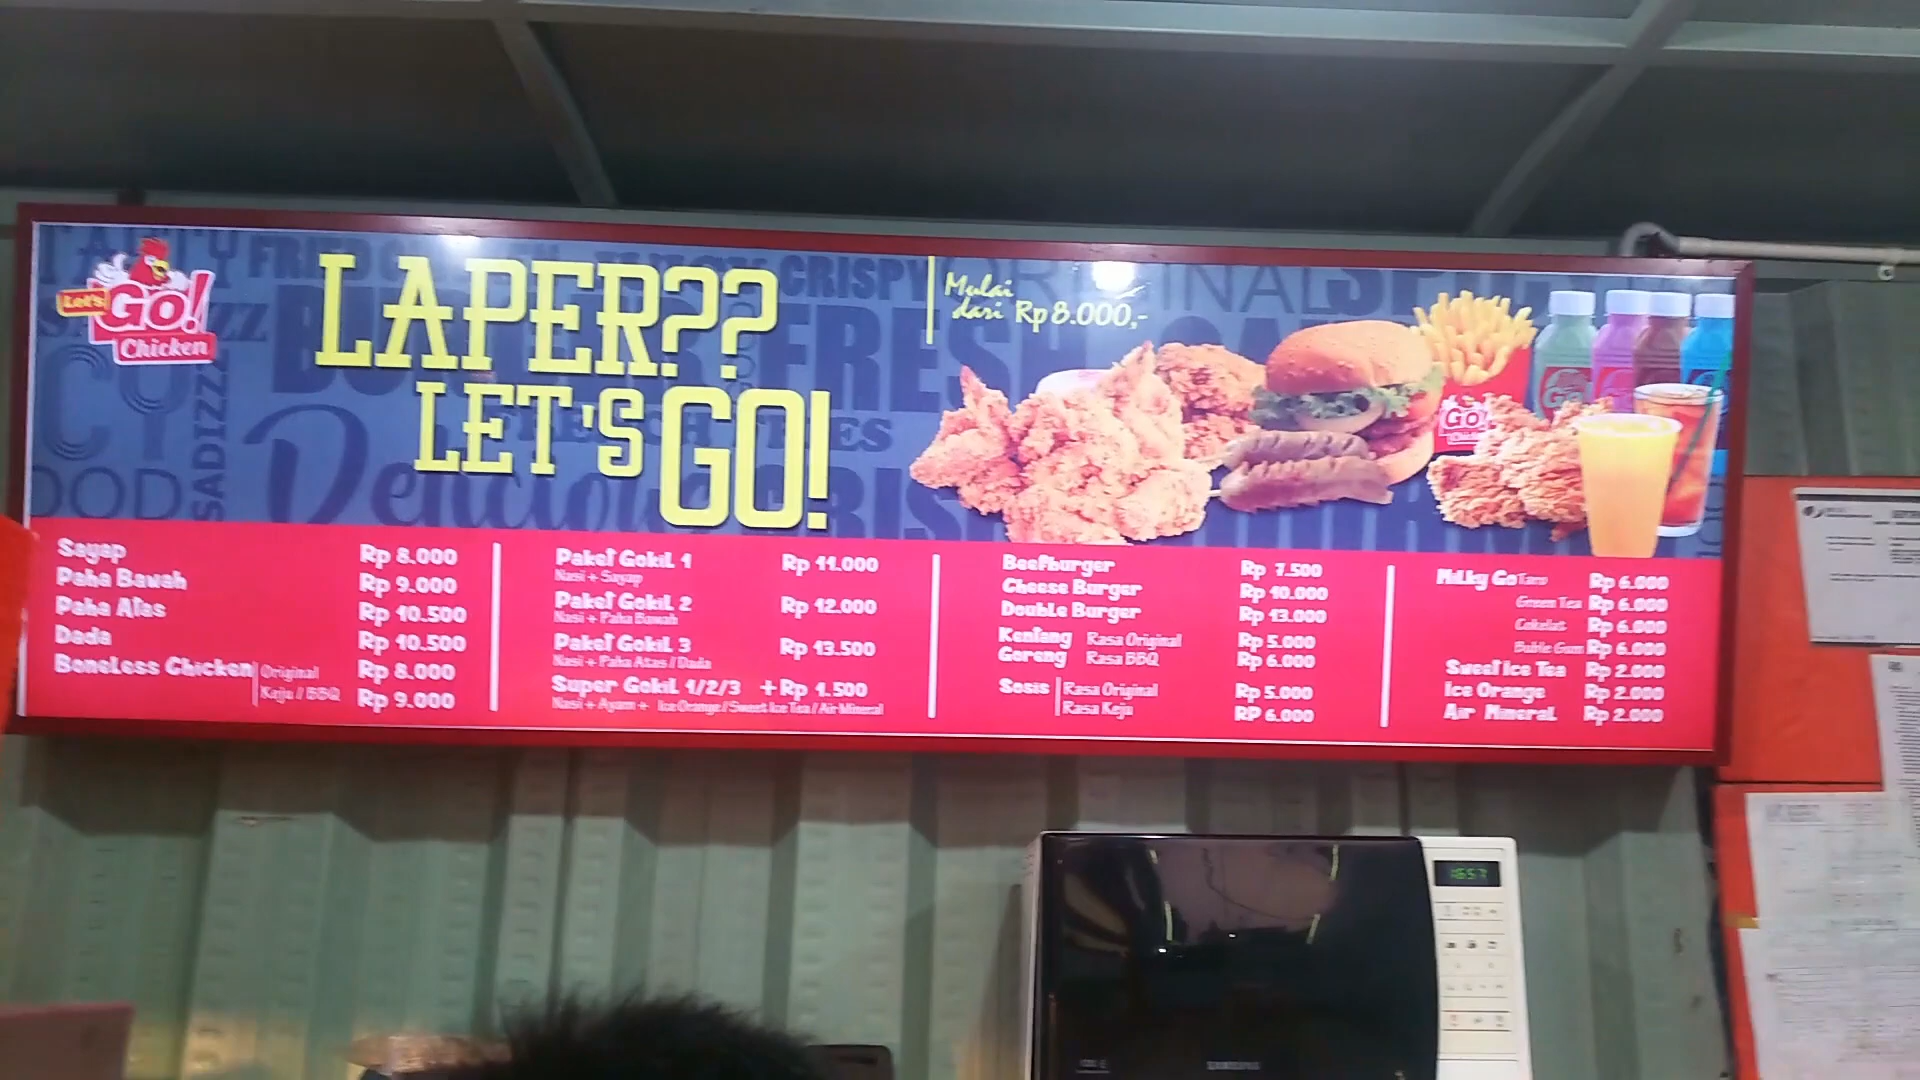 Let's
Go!
Chicken
LAPER??
LET'S GO!
Mulai
dari Rp 8.000,-
Go!
Sayap Rp 8.000
Paha Bawah Rp 9.000
Paha Atas Rp 10.500
Dada Rp 10.500
Boneless Chicken Original Rp 8.000
Keju / BBQ Rp 9.000
Paket Gokil 1 Rp 11.000
Nasi + Sayap
Paket Gokil 2 Rp 12.000
Nasi + Paha Bawah
Paket Gokil 3 Rp 13.500
Nasi + Paha Atas / Dada
Super Gokil 1/2/3 + Rp 1.500
Nasi + Ayam + Ice Orange / Sweet Ice Tea / Air Mineral
Beefburger Rp 7.500
Cheese Burger Rp 10.000
Double Burger Rp 13.000
Kentang Rasa Original Rp 5.000
Goreng Rasa BBQ Rp 6.000
Sosis Rasa Original Rp 5.000
Rasa Keju RP 6.000
Milky Go Taro Rp 6.000
Green Tea Rp 6.000
Cokelat Rp 6.000
Buble Gum Rp 6.000
Sweet Ice Tea Rp 2.000
Ice Orange Rp 2.000
Air Mineral Rp 2.000
FRIED
CRISPY
FRESH
Delicious
SADIZZ
16:57
SAMSUNG